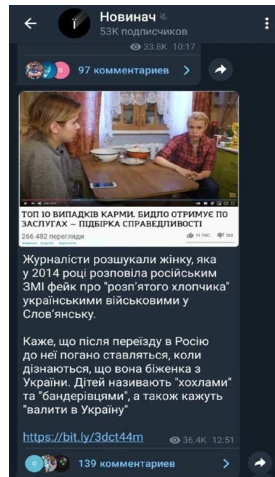 Новинач
53K подписчиков
33.8K 10:17
97 комментариев
ТОП 10 ВИПАДКІВ КАРМИ. БИДЛО ОТРИМУЄ ПО
ЗАСЛУГАХ – ПІДБІРКА СПРАВЕДЛИВОСТІ
266 482 перегляди
Журналісти розшукали жінку, яка
у 2014 році розповіла російським
ЗМІ фейк про "розп'ятого хлопчика"
українськими військовими у
Слов'янську.
Каже, що після переїзду в Росію
до неї погано ставляться, коли
дізнаються, що вона біженка з
України. Дітей називають "хохлами"
та "бандерівцями", а також кажуть
"валити в Україну"
https://bit.ly/3dct44m 36.4K 12:51
139 комментариев